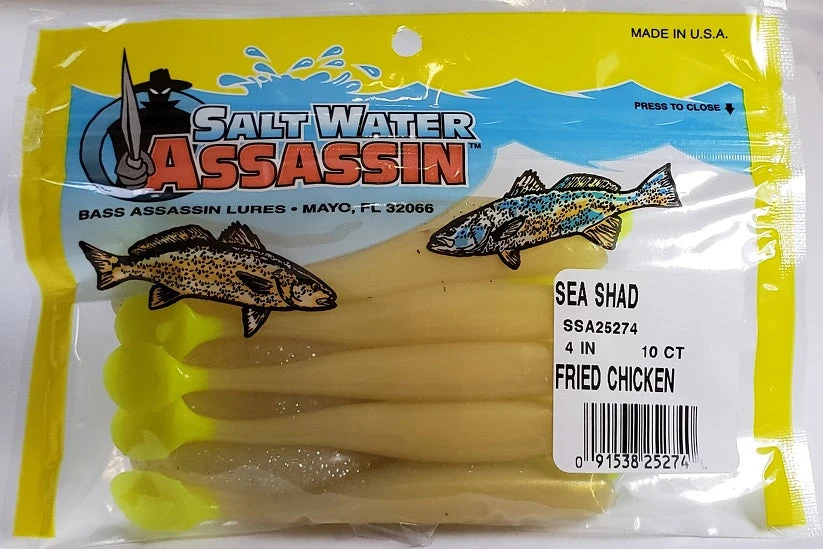 MADE IN U.S.A.
PRESS TO CLOSE
SALT WATER
ASSASSIN™
BASS ASSASSIN LURES • MAYO, FL 32066
SEA SHAD
SSA25274
4 IN 10 CT
FRIED CHICKEN
0 91538 25274